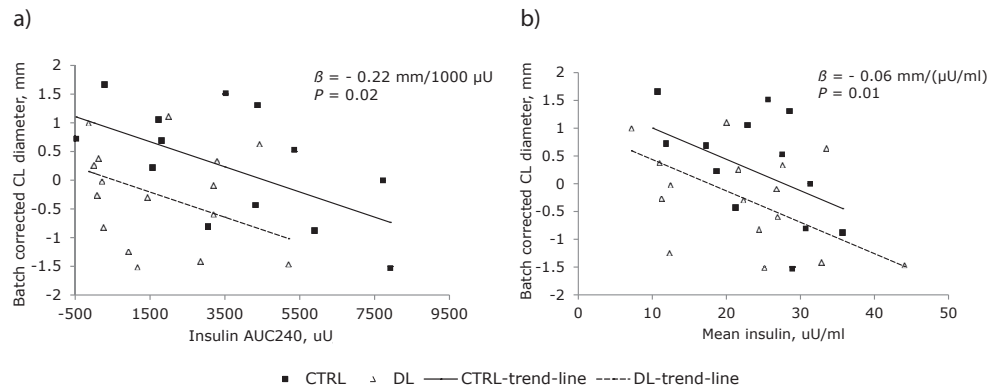 a)
b)
Batch corrected CL diameter, mm
2
1.5
1
0.5
0
-0.5
-1
-1.5
-2
ß = - 0.22 mm/1000 µU
P = 0.02
-500 1500 3500 5500 7500 9500
Insulin AUC240, uU
Batch corrected CL diameter, mm
2
1.5
1
0.5
0
-0.5
-1
-1.5
-2
ß = - 0.06 mm/(µU/ml)
P = 0.01
0 10 20 30 40 50
Mean insulin, uU/ml
CTRL DL CTRL-trend-line DL-trend-line